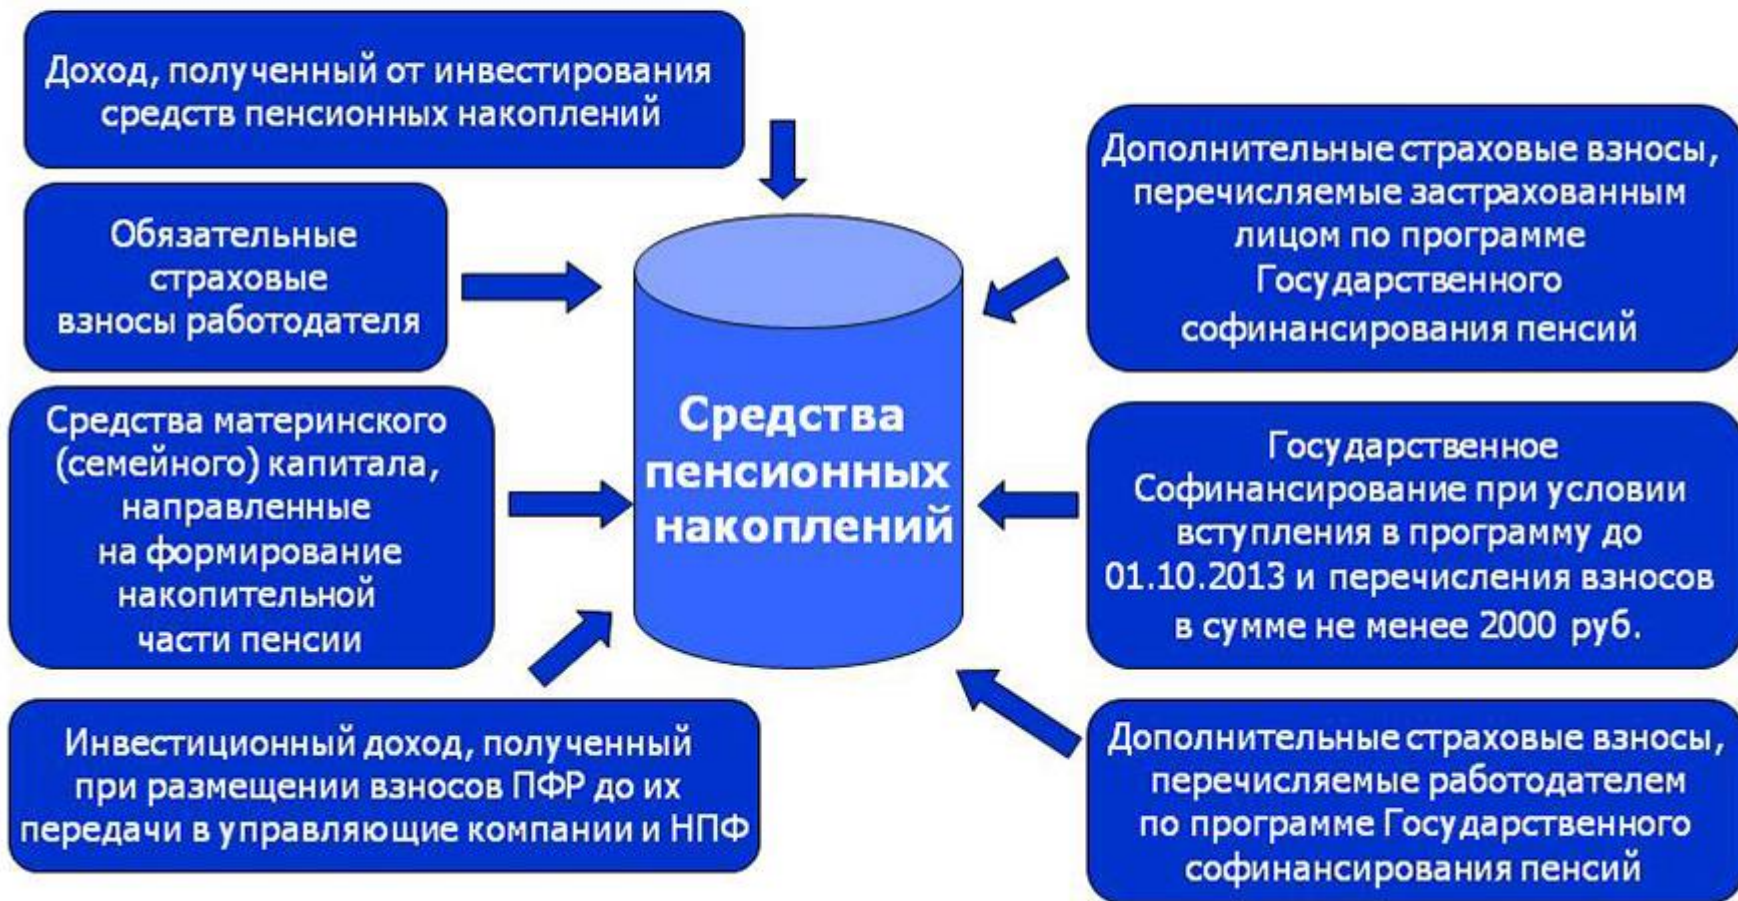 Доход, полученный от инвестирования
средств пенсионных накоплений
Обязательные
страховые
взносы работодателя
Средства материнского
(семейного) капитала,
направленные
на формирование
накопительной
части пенсии
Инвестиционный доход, полученный
при размещении взносов ПФР до их
передачи в управляющие компании и НПФ
Средства
пенсионных
накоплений
Дополнительные страховые взносы,
перечисляемые застрахованным
лицом по программе
Государственного
софинансирования пенсий
Государственное
Софинансирование при условии
вступления в программу до
01.10.2013 и перечисления взносов
в сумме не менее 2000 руб.
Дополнительные страховые взносы,
перечисляемые работодателем
по программе Государственного
софинансирования пенсий